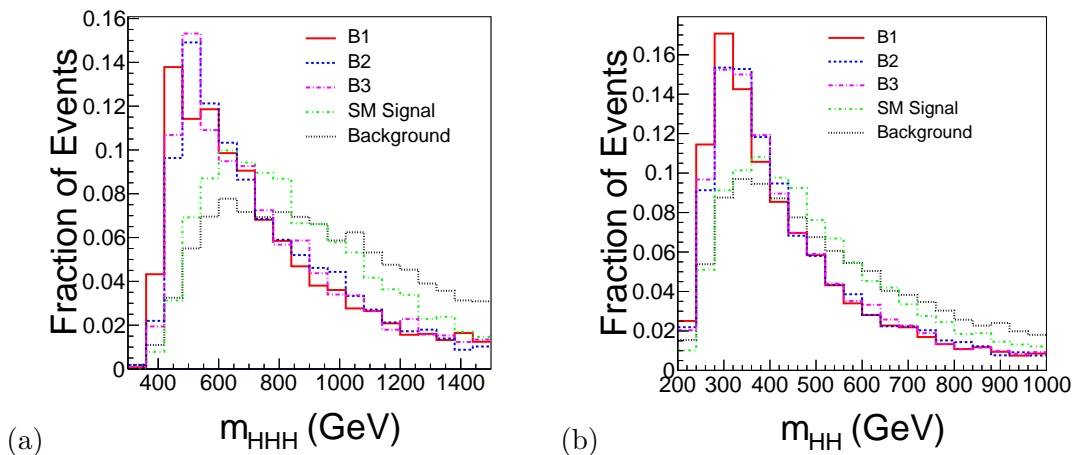 Fraction of Events
0.16
0.14
0.12
0.1
0.08
0.06
0.04
0.02
0
B1
B2
B3
SM Signal
Background
400 600 800 1000 1200 1400
m_HHH (GeV)
(a)
Fraction of Events
0.16
0.14
0.12
0.1
0.08
0.06
0.04
0.02
0
B1
B2
B3
SM Signal
Background
200 300 400 500 600 700 800 900 1000
m_HH (GeV)
(b)